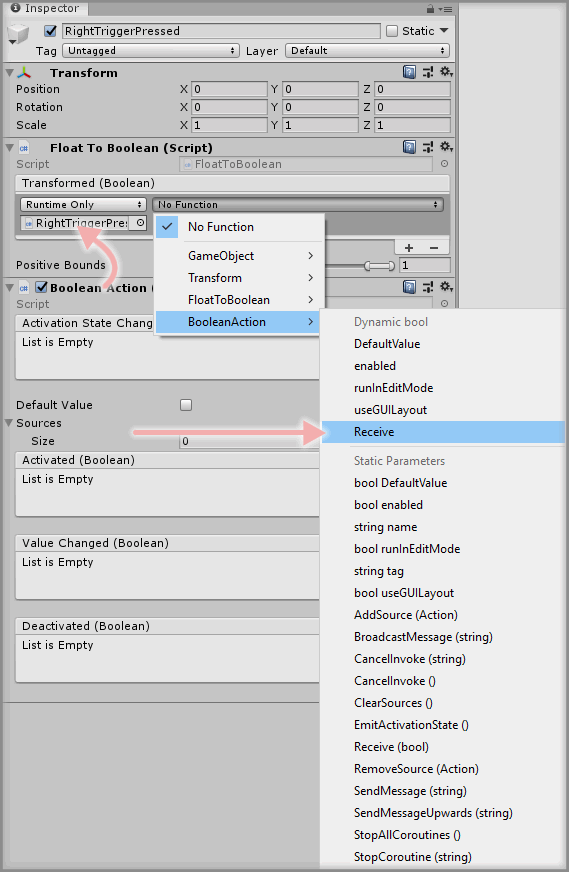 Inspector
RightTriggerPressed Static
Tag Untagged Layer Default
Transform
Position X 0 Y 0 Z 0
Rotation X 0 Y 0 Z 0
Scale X 1 Y 1 Z 1
Float To Boolean (Script)
Script FloatToBoolean
Transformed (Boolean)
Runtime Only No Function
RightTriggerPres
No Function
GameObject
Transform
FloatToBoolean
BooleanAction
Positive Bounds 1
Boolean Action (
Script
Activation State Chang
List is Empty
Default Value
Sources
Size 0
Activated (Boolean)
List is Empty
Value Changed (Boolean)
List is Empty
Deactivated (Boolean)
List is Empty
Dynamic bool
DefaultValue
enabled
runInEditMode
useGUILayout
Receive
Static Parameters
bool DefaultValue
bool enabled
string name
bool runInEditMode
string tag
bool useGUILayout
AddSource (Action)
BroadcastMessage (string)
CancelInvoke (string)
CancelInvoke ()
ClearSources ()
EmitActivationState ()
Receive (bool)
RemoveSource (Action)
SendMessage (string)
SendMessageUpwards (string)
StopAllCoroutines ()
StopCoroutine (string)